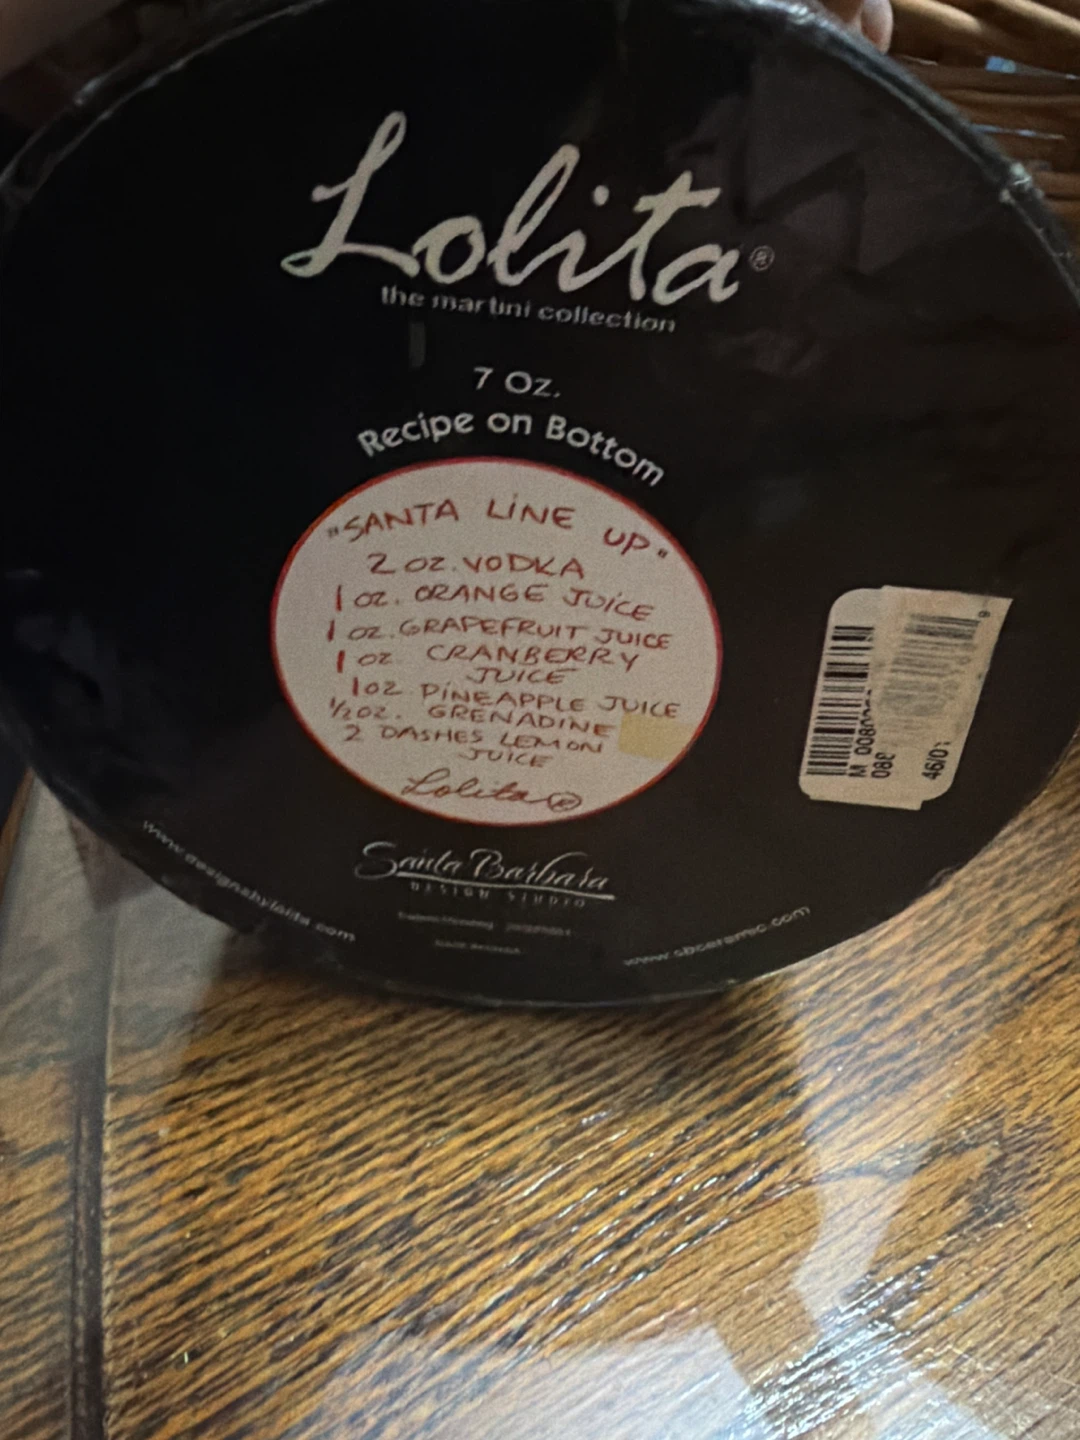 Lolita®
the martini collection
7 Oz.
Recipe on Bottom
"SANTA LINE UP"
2 OZ. VODKA
1 OZ. ORANGE JUICE
1 OZ. GRAPEFRUIT JUICE
1 OZ CRANBERRY
JUICE
1 OZ PINEAPPLE JUICE
1/2 OZ. GRENADINE
2 DASHES LEMON
JUICE
Lolita®
Santa Barbara
DESIGN STUDIO
www.designsbylolita.com
www.sbceramic.com
46/01